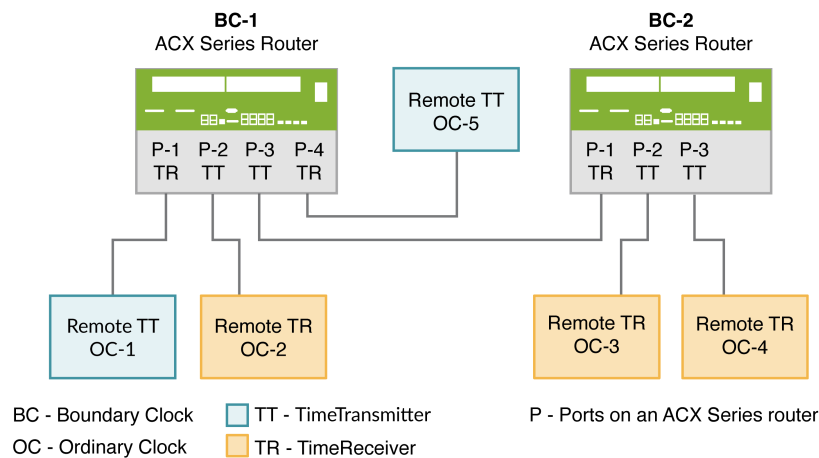 BC-1
ACX Series Router
BC-2
ACX Series Router
Remote TT
OC-5
P-1 P-2 P-3 P-4
TR TT TT TR
P-1 P-2 P-3
TR TT TT
Remote TT
OC-1
Remote TR
OC-2
Remote TR
OC-3
Remote TR
OC-4
BC - Boundary Clock
TT - TimeTransmitter
P - Ports on an ACX Series router
OC - Ordinary Clock
TR - TimeReceiver